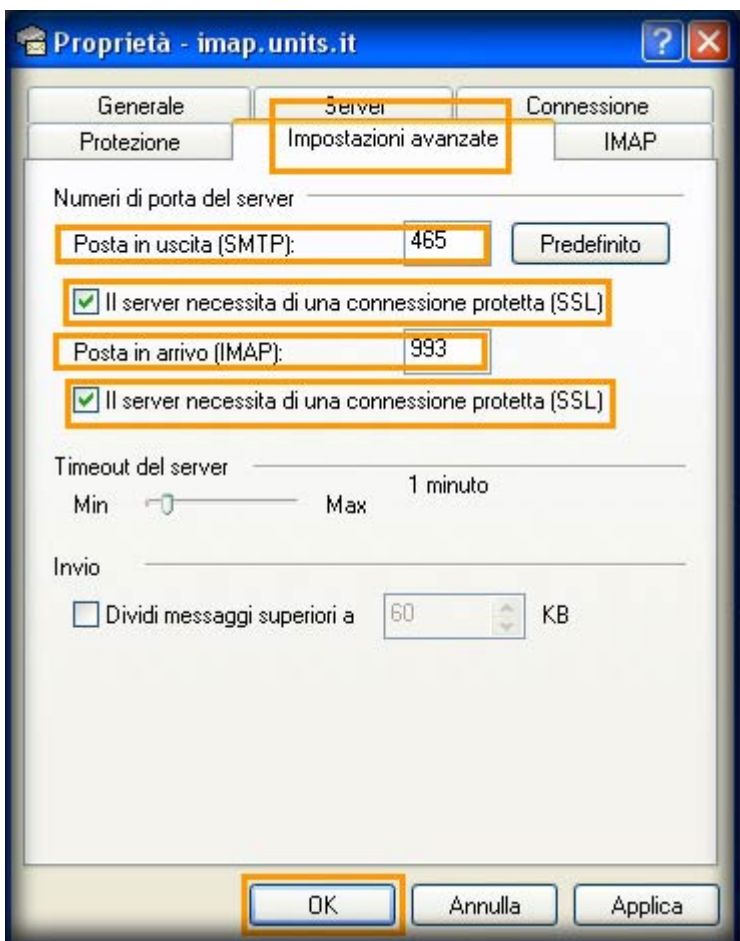 Proprietà - imap.units.it
Generale Server Connessione
Protezione Impostazioni avanzate IMAP
Numeri di porta del server
Posta in uscita (SMTP): 465 Predefinito
Il server necessita di una connessione protetta (SSL)
Posta in arrivo (IMAP): 993
Il server necessita di una connessione protetta (SSL)
Timeout del server
Min Max 1 minuto
Invio
Dividi messaggi superiori a 60 KB
OK Annulla Applica